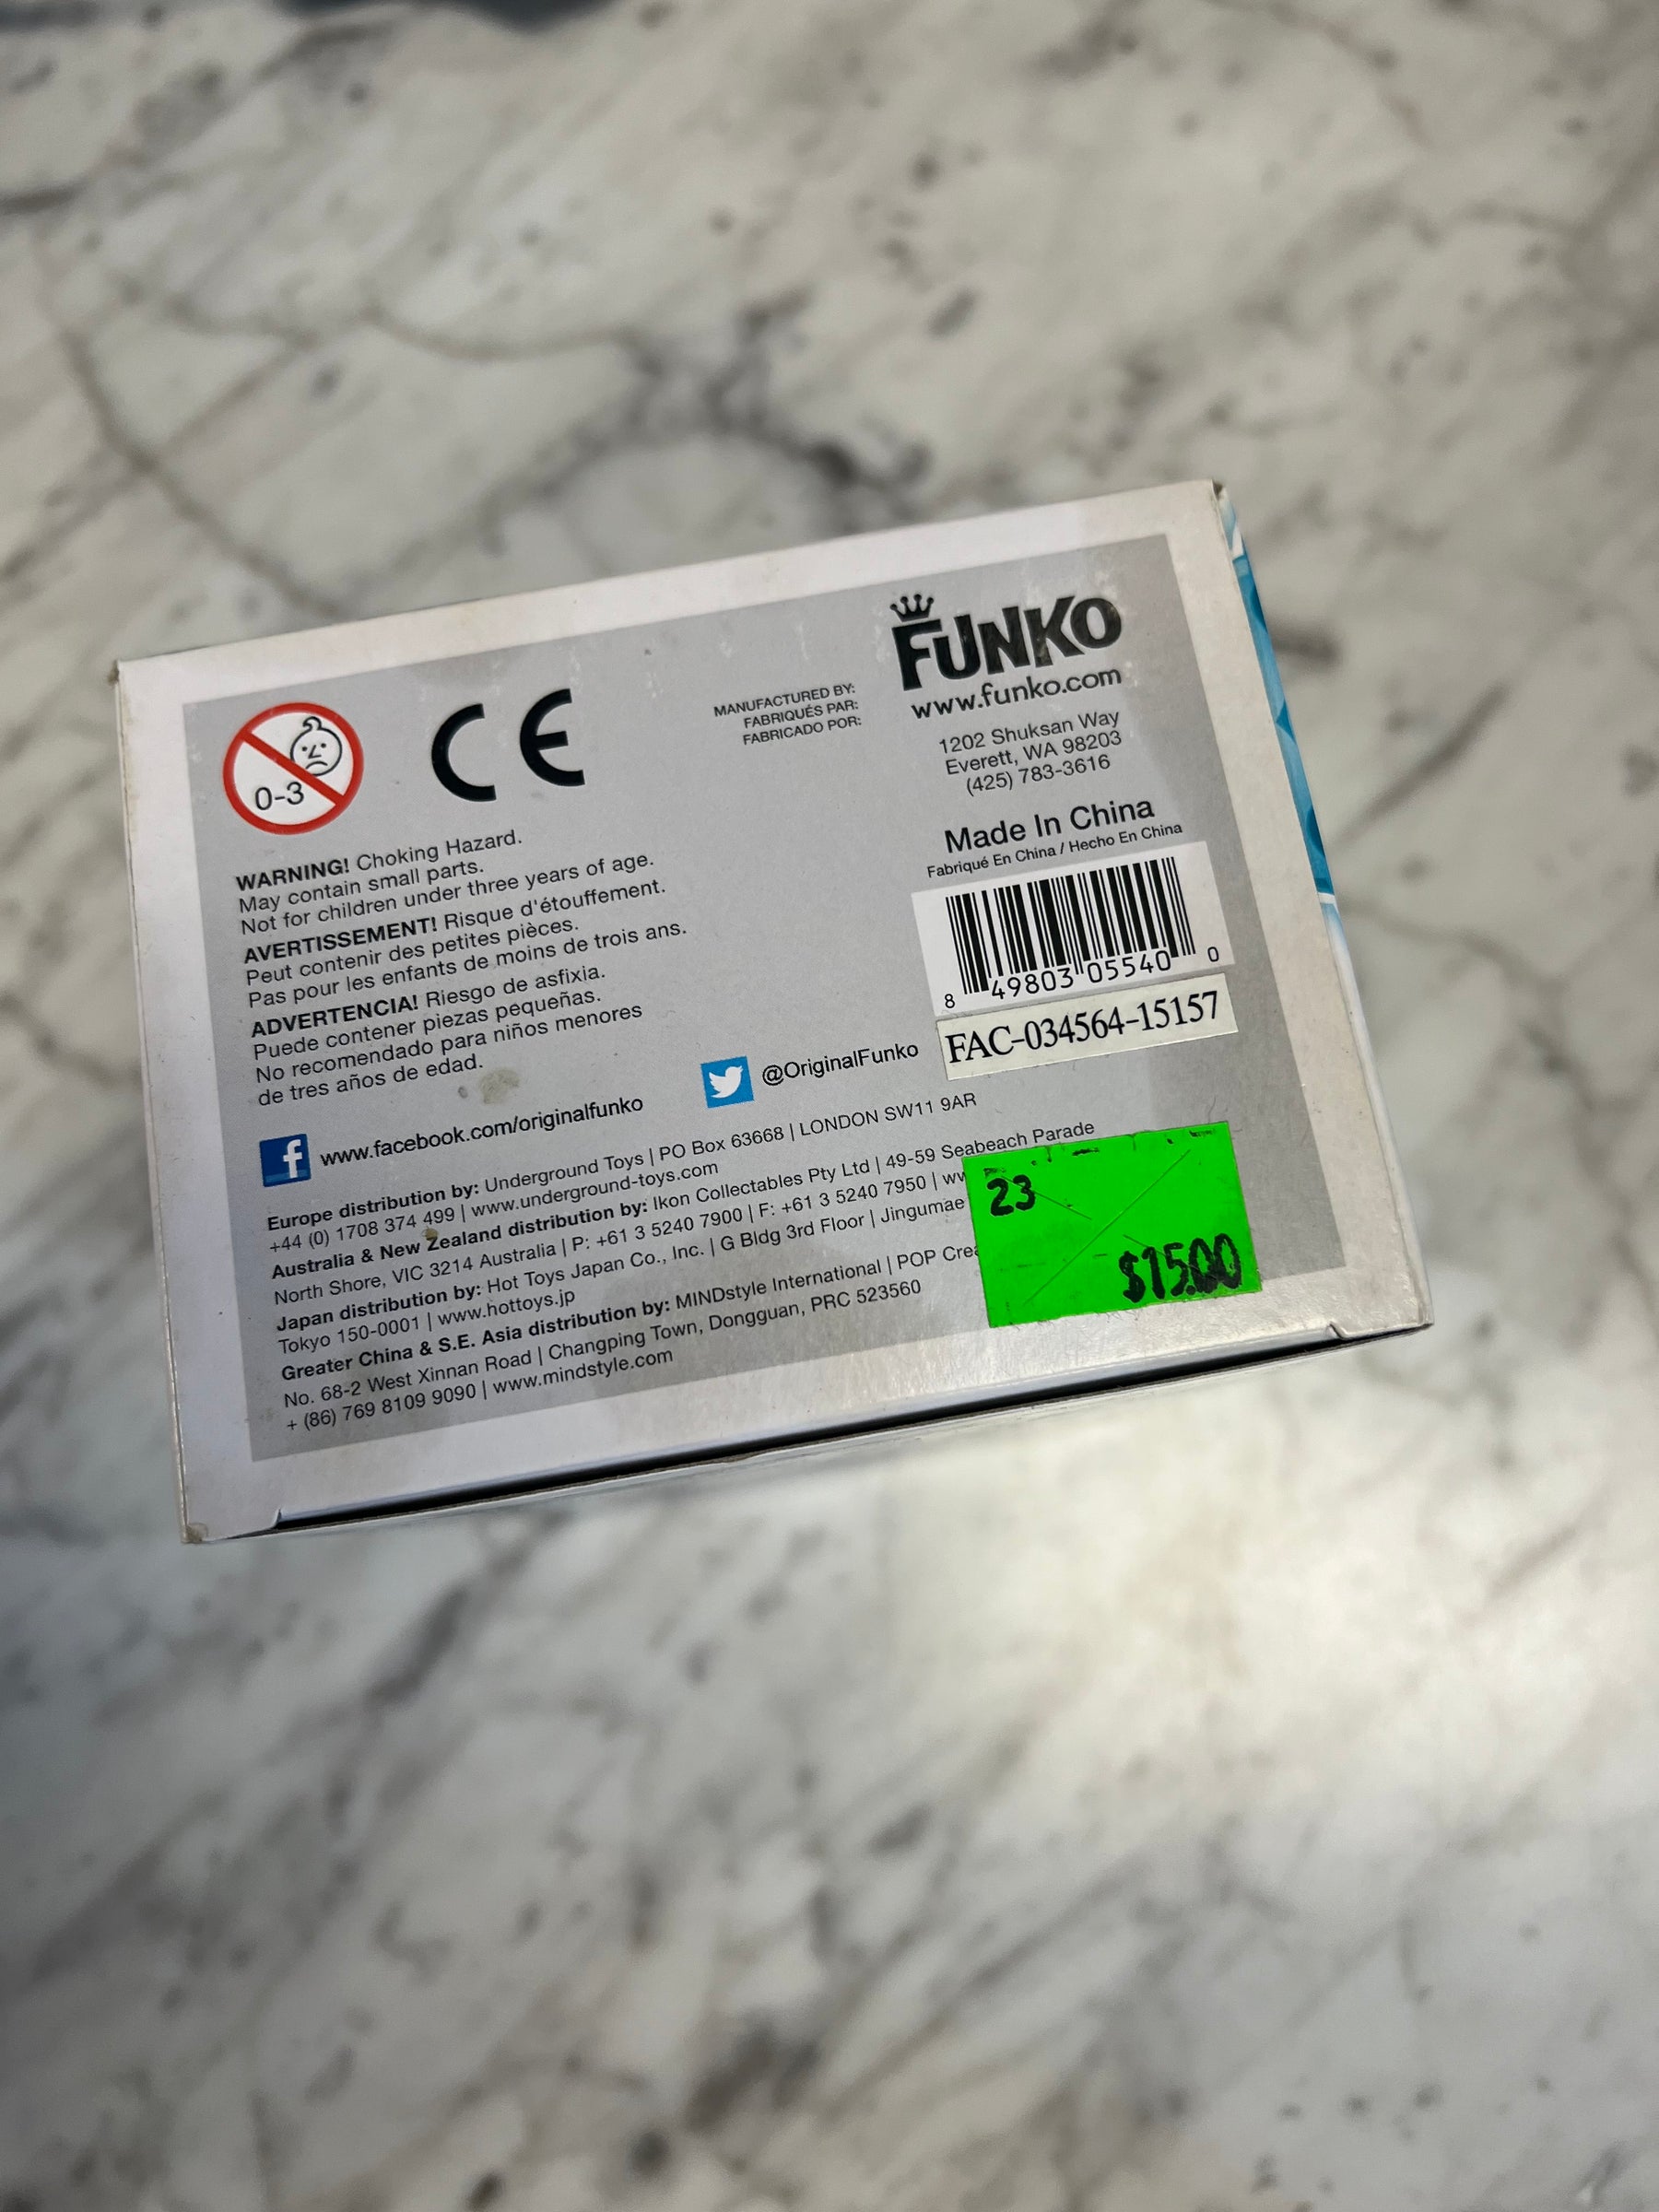 FUNKO
www.funko.com
MANUFACTURED BY:
FABRIQUÉS PAR:
FABRICADO POR:
1202 Shuksan Way
Everett, WA 98203
(425) 783-3616
Made In China
Fabriqué En China / Hecho En China
8 49803 05540 0
FAC-034564-15157
0-3
CE
WARNING! Choking Hazard.
May contain small parts.
Not for children under three years of age.
AVERTISSEMENT! Risque d'étouffement.
Peut contenir des petites pièces.
Pas pour les enfants de moins de trois ans.
ADVERTENCIA! Riesgo de asfixia.
Puede contener piezas pequeñas.
No recomendado para niños menores
de tres años de edad.
f www.facebook.com/originalfunko
@OriginalFunko
Europe distribution by: Underground Toys | PO Box 63668 | LONDON SW11 9AR
+44 (0) 1708 374 499 | www.underground-toys.com
Australia & New Zealand distribution by: Ikon Collectables Pty Ltd | 49-59 Seabeach Parade
North Shore, VIC 3214 Australia | P: +61 3 5240 7900 | F: +61 3 5240 7950 |
Japan distribution by: Hot Toys Japan Co., Inc. | G Bldg 3rd Floor | Jingumae
Tokyo 150-0001 | www.hottoys.jp
Greater China & S.E. Asia distribution by: MINDstyle International | POP
No. 68-2 West Xinnan Road | Changping Town, Dongguan, PRC 523560
+ (86) 769 8109 9090 | www.mindstyle.com
23
$15.00